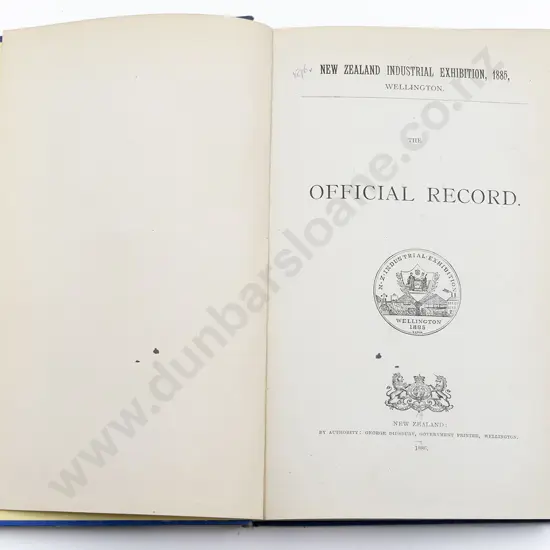 NEW ZEALAND INDUSTRIAL EXHIBITION, 1885,
WELLINGTON.
THE
OFFICIAL RECORD.
N·Z·INDUSTRIAL·EXHIBITION
WELLINGTON
1885
NEW ZEALAND:
BY AUTHORITY: GEORGE DIDSBURY, GOVERNMENT PRINTER, WELLINGTON.
1886.
www.dunbarsloane.co.nz